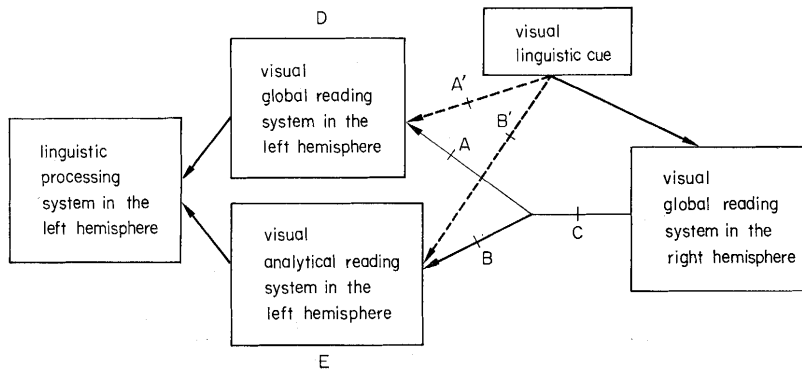 D
visual
global reading
system in the
left hemisphere
visual
linguistic cue
A′
B′
A
linguistic
processing
system in the
left hemisphere
visual
analytical reading
system in the
left hemisphere
B
C
visual
global reading
system in the
right hemisphere
E